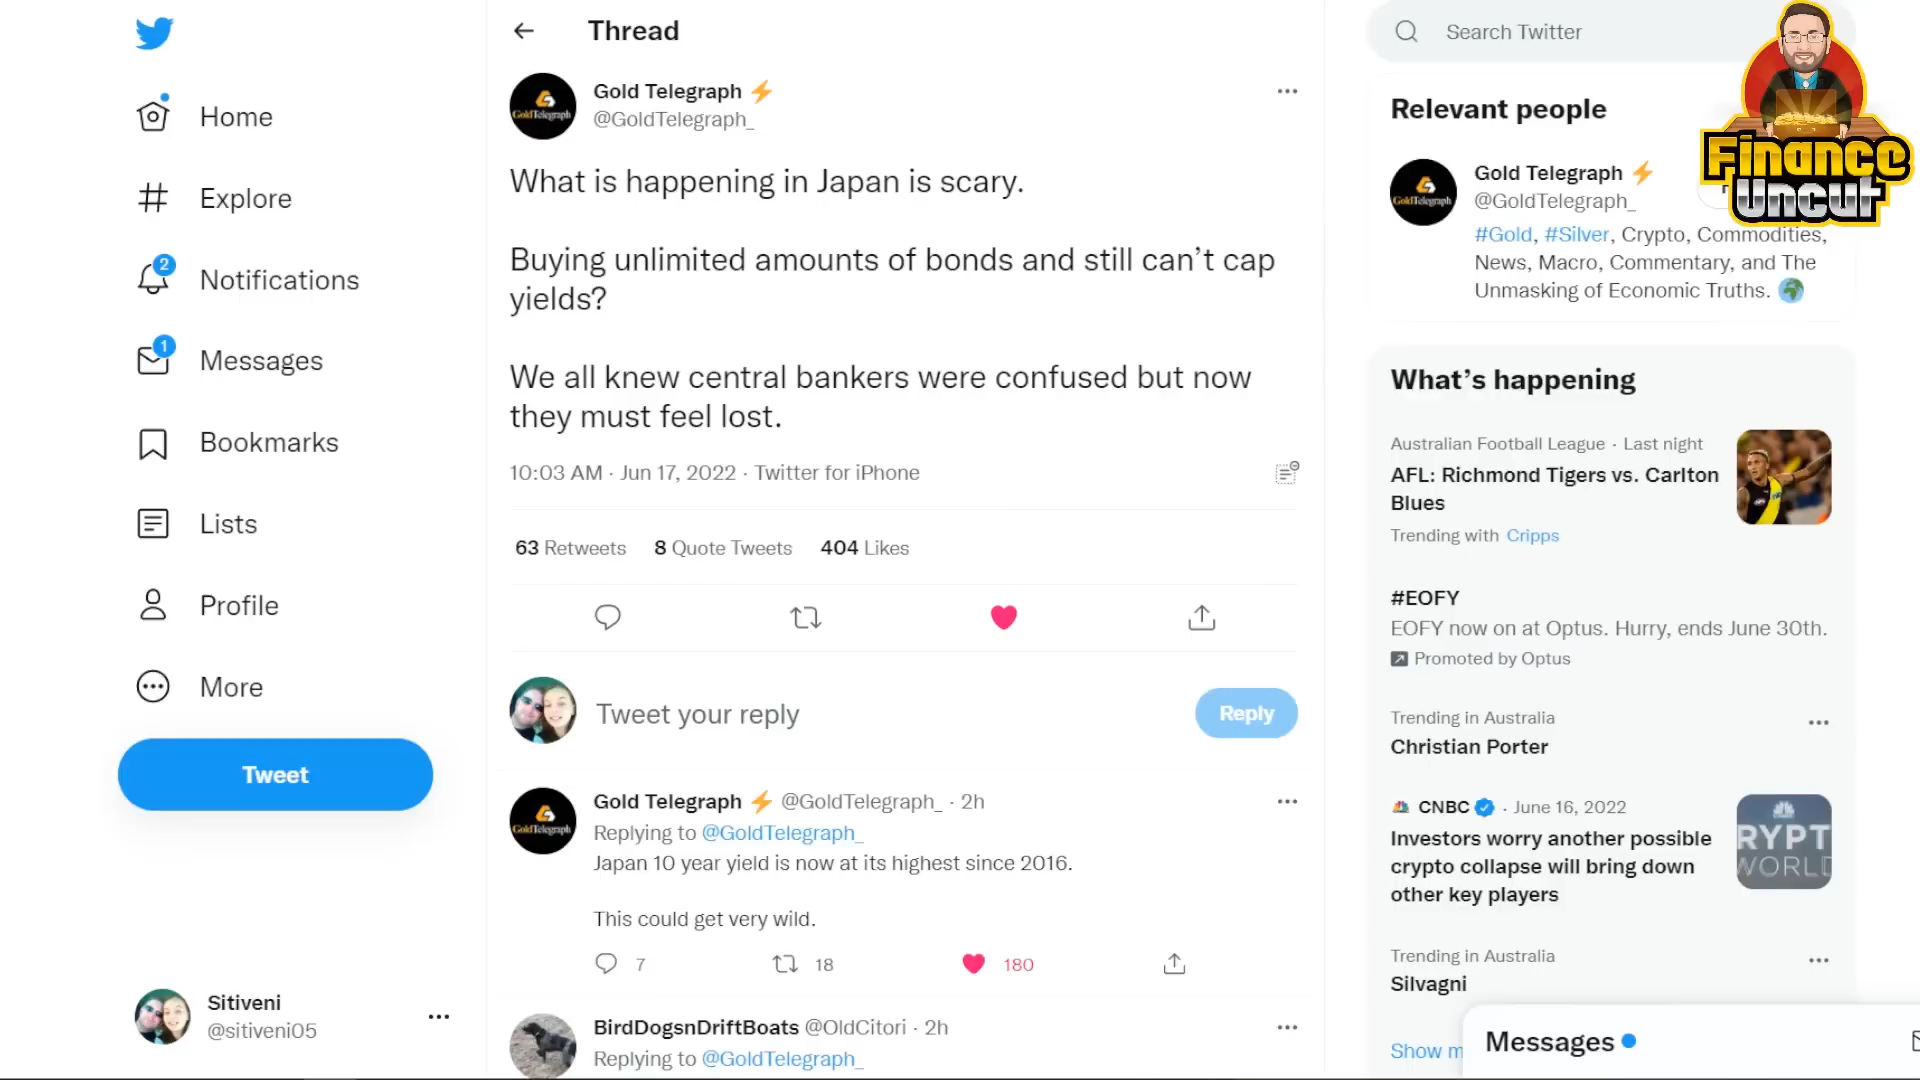 Thread
Search Twitter
Finance
Uncut
Home
Explore
2
Notifications
1
Messages
Bookmarks
Lists
Profile
More
Tweet
Sitiveni
@sitiveni05
Gold Telegraph⚡
@GoldTelegraph_
What is happening in Japan is scary.
Buying unlimited amounts of bonds and still can’t cap
yields?
We all knew central bankers were confused but now
they must feel lost.
10:03 AM · Jun 17, 2022 · Twitter for iPhone
63 Retweets 8 Quote Tweets 404 Likes
Tweet your reply
Reply
Gold Telegraph⚡ @GoldTelegraph_ · 2h
Replying to @GoldTelegraph_
Japan 10 year yield is now at its highest since 2016.
This could get very wild.
7 18 180
BirdDogsnDriftBoats @OldCitori · 2h
Replying to @GoldTelegraph_
Relevant people
Gold Telegraph⚡
@GoldTelegraph_
#Gold, #Silver, Crypto, Commodities,
News, Macro, Commentary, and The
Unmasking of Economic Truths. 🌍
What’s happening
Australian Football League · Last night
AFL: Richmond Tigers vs. Carlton
Blues
Trending with Cripps
#EOFY
EOFY now on at Optus. Hurry, ends June 30th.
Promoted by Optus
Trending in Australia
Christian Porter
CNBC · June 16, 2022
Investors worry another possible
crypto collapse will bring down
other key players
RYPT
WORLD
Trending in Australia
Silvagni
Show m
Messages
GoldTelegraph
GoldTelegraph
GoldTelegraph